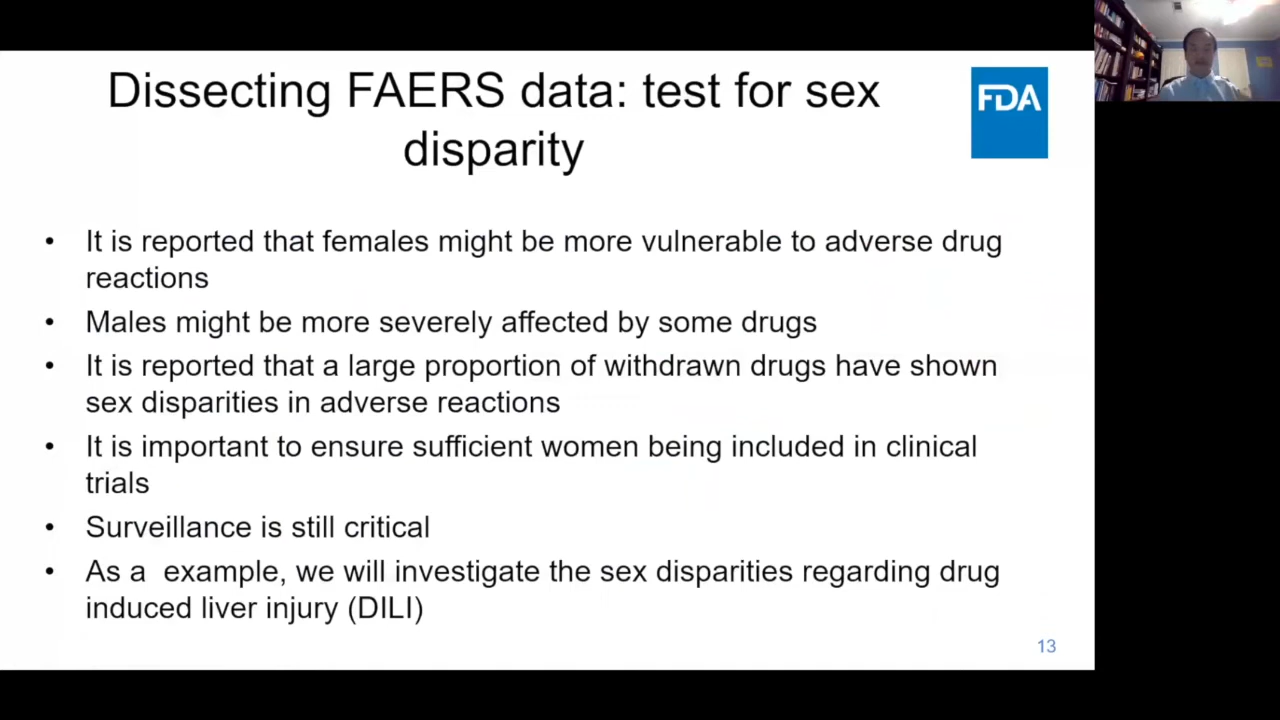 Dissecting FAERS data: test for sex
disparity
FDA
• It is reported that females might be more vulnerable to adverse drug
reactions
• Males might be more severely affected by some drugs
• It is reported that a large proportion of withdrawn drugs have shown
sex disparities in adverse reactions
• It is important to ensure sufficient women being included in clinical
trials
• Surveillance is still critical
• As a  example, we will investigate the sex disparities regarding drug
induced liver injury (DILI)
13